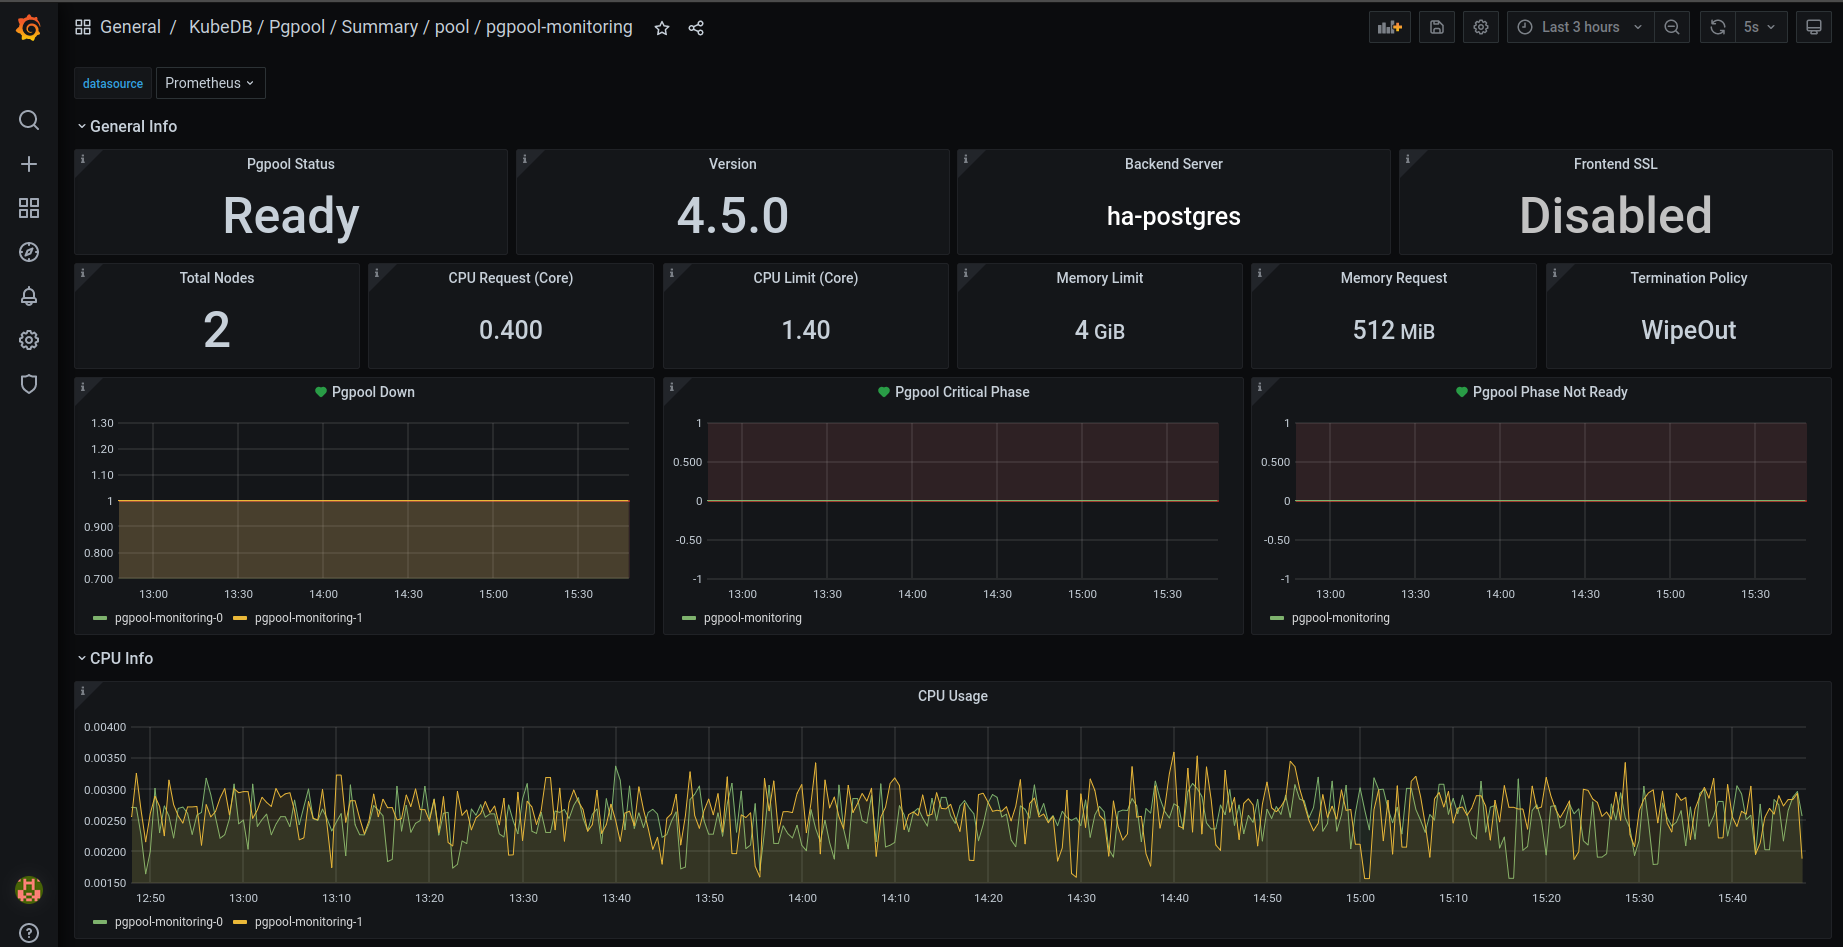 General / KubeDB / Pgpool / Summary / pool / pgpool-monitoring
Last 3 hours
5s
datasource
Prometheus
General Info
Pgpool Status
Ready
Version
4.5.0
Backend Server
ha-postgres
Frontend SSL
Disabled
Total Nodes
2
CPU Request (Core)
0.400
CPU Limit (Core)
1.40
Memory Limit
4 GiB
Memory Request
512 MiB
Termination Policy
WipeOut
Pgpool Down
1.30
1.20
1.10
1
0.900
0.800
0.700
13:00 13:30 14:00 14:30 15:00 15:30
pgpool-monitoring-0 pgpool-monitoring-1
Pgpool Critical Phase
1
0.500
0
-0.50
-1
13:00 13:30 14:00 14:30 15:00 15:30
pgpool-monitoring
Pgpool Phase Not Ready
1
0.500
0
-0.50
-1
13:00 13:30 14:00 14:30 15:00 15:30
pgpool-monitoring
CPU Info
CPU Usage
0.00400
0.00350
0.00300
0.00250
0.00200
0.00150
12:50 13:00 13:10 13:20 13:30 13:40 13:50 14:00 14:10 14:20 14:30 14:40 14:50 15:00 15:10 15:20 15:30 15:40
pgpool-monitoring-0 pgpool-monitoring-1